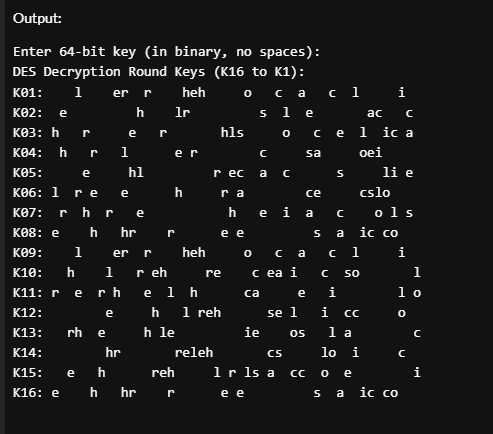 Output:
Enter 64-bit key (in binary, no spaces):
DES Decryption Round Keys (K16 to K1):
K01:    l    er  r    heh     o   c  a   c  l     i
K02:  e         h    lr         s  l  e       ac   c
K03: h   r     e   r       hls     o   c  e  l  ic a
K04:  h   r   l      e r        c     sa     oei
K05:     e     hl         r ec  a  c      s     li e
K06: l  r e   e      h     r a        ce     cslo
K07:  r  h  r   e           h   e  i  a   c    o l s
K08: e    h   hr    r      e e         s  a  ic co
K09:    l    er  r    heh     o   c  a   c  l     i
K10:   h    l   r eh     re    c ea i   c  so       l
K11: r  e  r h   e  l  h      ca     e   i        l o
K12:        e     h   l reh      se l   i  cc     o
K13:   rh  e     h le         ie    os   l a        c
K14:        hr       releh       cs     lo  i     c
K15:   e   h      reh     l r ls a  cc  o  e        i
K16: e    h   hr    r      e e         s  a  ic co